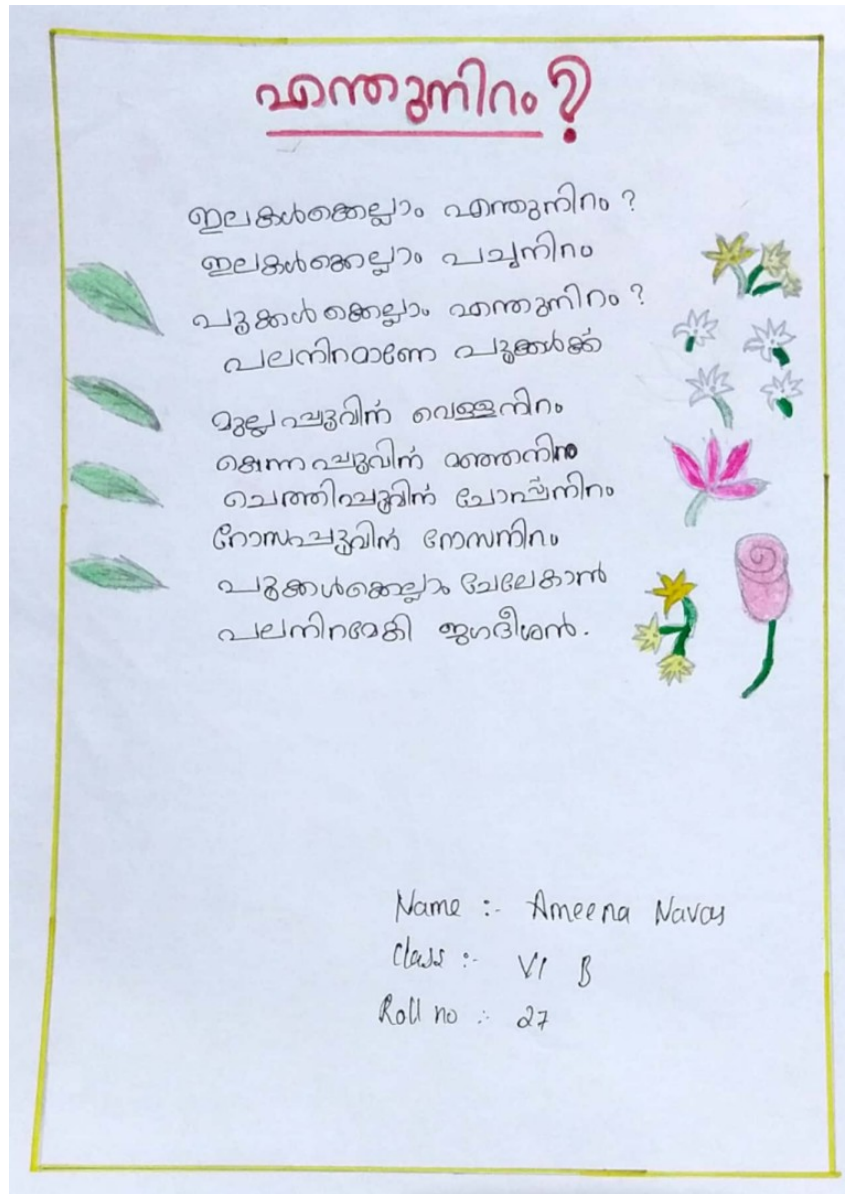 എന്തുനിറം?
ഇലകൾക്കെല്ലാം എന്തുനിറം ?
ഇലകൾക്കെല്ലാം പച്ചനിറം
പൂക്കൾക്കെല്ലാം എന്തുനിറം ?
പലനിറമാണേ പൂക്കൾക്ക്
മുല്ലപ്പൂവിന് വെള്ളനിറം
കൊന്നപ്പൂവിന് മഞ്ഞനിറം
ചെത്തിപ്പൂവിന് ചോപ്പ്നിറം
റോസപ്പൂവിന് റോസനിറം
പൂക്കൾക്കെല്ലാം ചേലേകാൻ
പലനിറമേകി ജഗദീശൻ.
Name :- Ameena Navas
Class :- VI B
Roll no :- 27